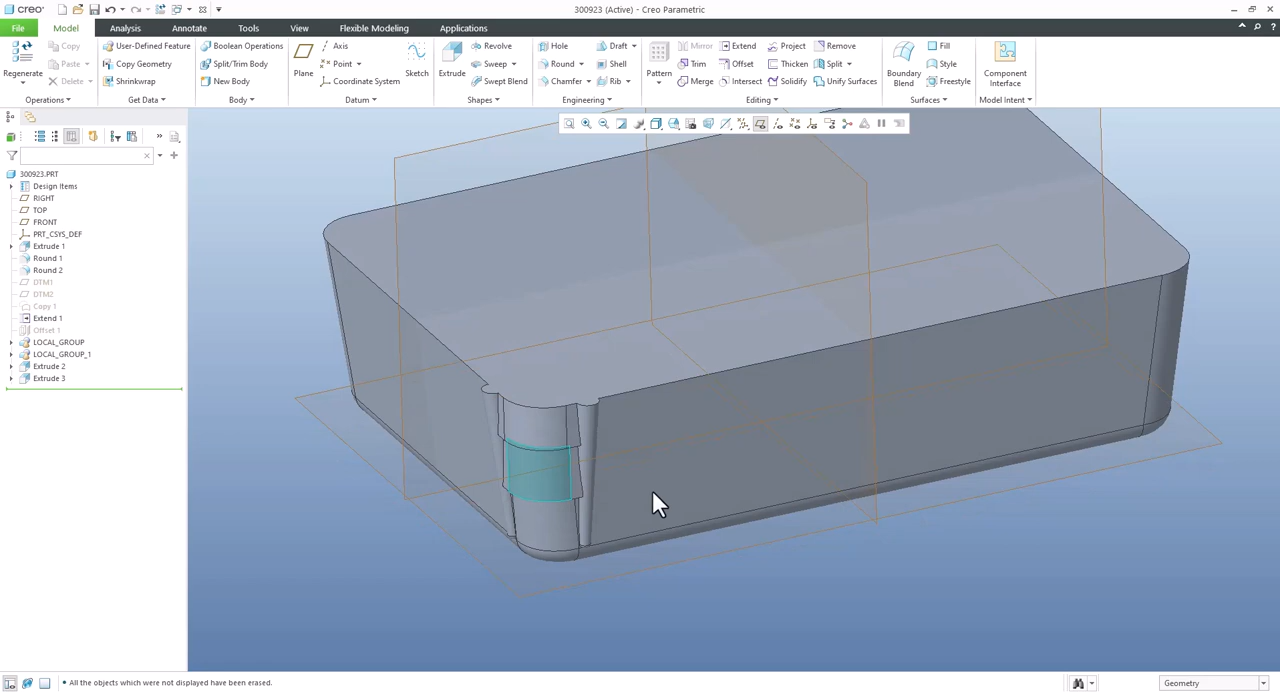 creo
300923 (Active) - Creo Parametric
File
Model
Analysis
Annotate
Tools
View
Flexible Modeling
Applications
Regenerate
Copy
Paste
Delete
Operations
User-Defined Feature
Copy Geometry
Shrinkwrap
Get Data
Boolean Operations
Split/Trim Body
New Body
Body
Plane
Axis
Point
Coordinate System
Sketch
Datum
Extrude
Revolve
Sweep
Swept Blend
Shapes
Hole
Round
Chamfer
Draft
Shell
Rib
Engineering
Pattern
Mirror
Trim
Merge
Extend
Offset
Intersect
Project
Thicken
Solidify
Remove
Split
Unify Surfaces
Editing
Boundary
Blend
Fill
Style
Freestyle
Surfaces
Component
Interface
Model Intent
300923.PRT
Design Items
RIGHT
TOP
FRONT
PRT_CSYS_DEF
Extrude 1
Round 1
Round 2
DTM1
DTM2
Copy 1
Extend 1
Offset 1
LOCAL_GROUP
LOCAL_GROUP_1
Extrude 2
Extrude 3
• All the objects which were not displayed have been erased.
Geometry